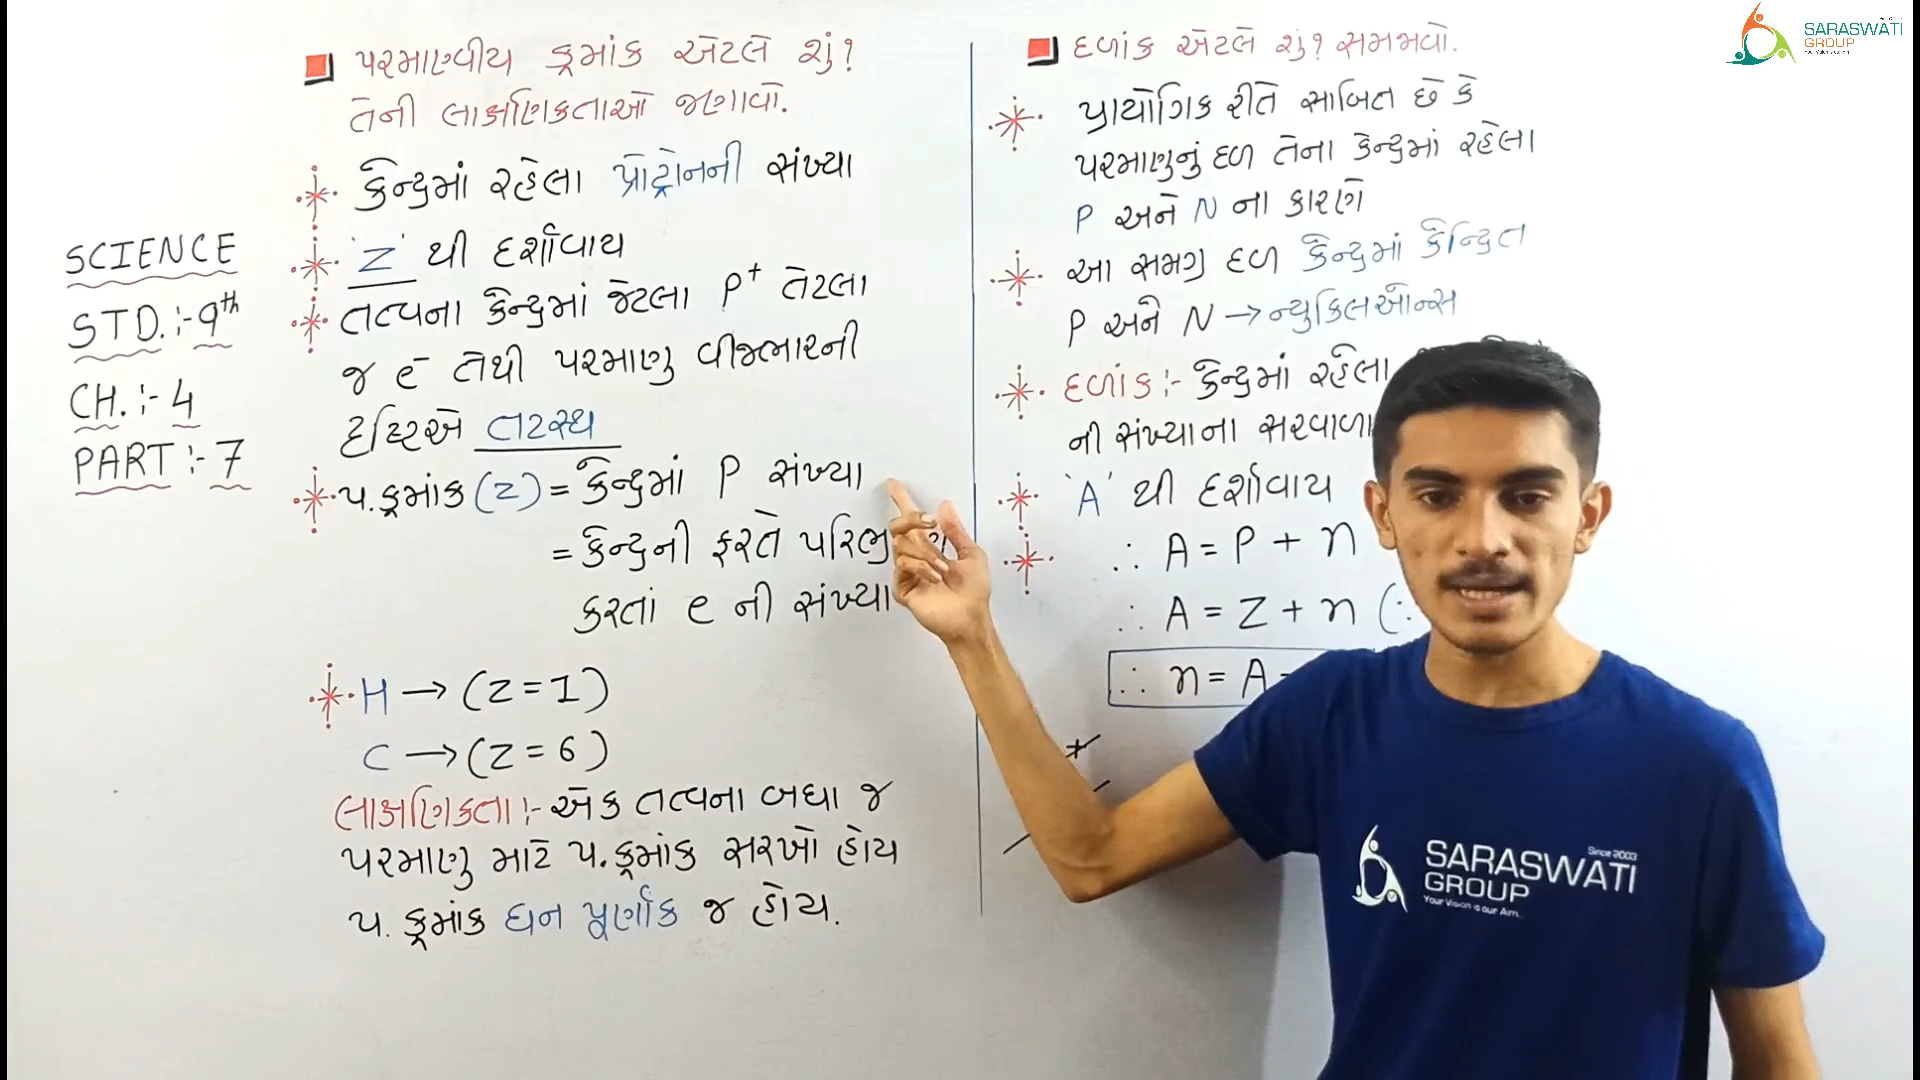 SCIENCE
STD.:- 9th
CH.:- 4
PART:- 7
પરમાણ્વીય ક્રમાંક એટલે શું?
તેની લાક્ષણિકતાઓ જણાવો.
કેન્દ્રમાં રહેલા પ્રોટ્રોનની સંખ્યા
'Z' થી દર્શાવાય
તત્વના કેન્દ્રમાં જેટલા P+ તેટલા
જ e- તેથી પરમાણુ વીજભારની
દ્રષ્ટિએ તટસ્થ
પ.ક્રમાંક (Z) = કેન્દ્રમાં P સંખ્યા
= કેન્દ્રની ફરતે
કરતાં e ની સંખ્યા
H → (Z=1)
C → (Z=6)
લાક્ષણિકતા:- એક તત્વના બધા જ
પરમાણુ માટે પ.ક્રમાંક સરખો હોય
પ. ક્રમાંક ધન પૂર્ણાંક જ હોય.
દળાંક એટલે શું? સમજાવો.
પ્રાયોગિક રીતે સાબિત છે કે
પરમાણુનું દળ તેના કેન્દ્રમાં રહેલા
P અને N ના કારણે
આ સમગ્ર દળ કેન્દ્રમાં કેન્દ્રિત
P અને N → ન્યુક્લિઓન્સ
દળાંક:- કેન્દ્રમાં રહેલા
ની સંખ્યાના સરવાળા
'A' થી દર્શાવાય
∴ A = P + n
∴ A = Z + n (∵
∴ n = A -
SARASWATI
GROUP
SARASWATI
Since 2003
GROUP
Your Vision is our Aim...